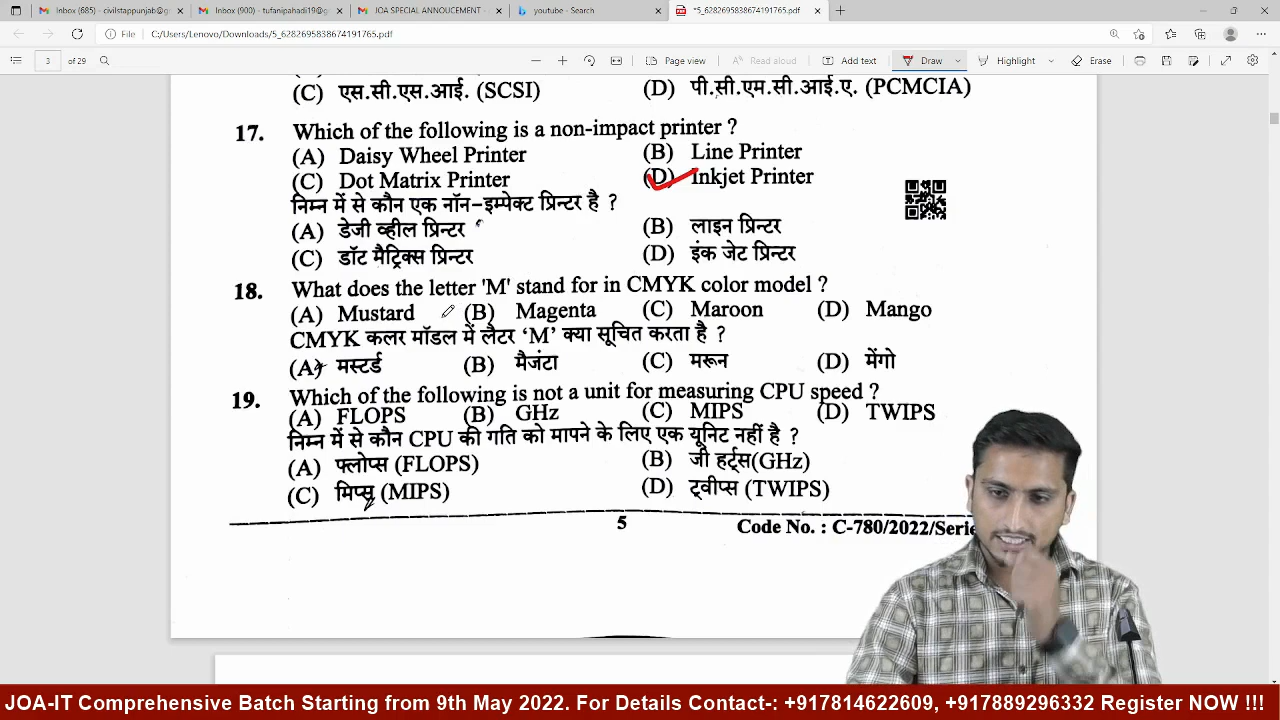 Inbox (685) - civilstappunjab@g
Inbox (900) - tufanipahadi19@g
JOA IT SPECIAL ANNOUCEMENT -
youtube - Search
*5_6282695838674191765.pdf
File
C:/Users/Lenovo/Downloads/5_6282695838674191765.pdf
3 of 29
Page view
Read aloud
Add text
Draw
Highlight
Erase
(C) एस.सी.एस.आई. (SCSI) (D) पी.सी.एम.सी.आई.ए. (PCMCIA)
17. Which of the following is a non-impact printer ?
(A) Daisy Wheel Printer (B) Line Printer
(C) Dot Matrix Printer (D) Inkjet Printer
निम्न में से कौन एक नॉन-इम्पेक्ट प्रिन्टर है ?
(A) डेजी व्हील प्रिन्टर (B) लाइन प्रिन्टर
(C) डॉट मैट्रिक्स प्रिन्टर (D) इंक जेट प्रिन्टर
18. What does the letter 'M' stand for in CMYK color model ?
(A) Mustard (B) Magenta (C) Maroon (D) Mango
CMYK कलर मॉडल में लैटर ‘M’ क्या सूचित करता है ?
(A) मस्टर्ड (B) मैजंटा (C) मरून (D) मेंगो
19. Which of the following is not a unit for measuring CPU speed ?
(A) FLOPS (B) GHz (C) MIPS (D) TWIPS
निम्न में से कौन CPU की गति को मापने के लिए एक यूनिट नहीं है ?
(A) फ्लोप्स (FLOPS) (B) जी हर्ट्स(GHz)
(C) मिप्स (MIPS) (D) ट्वीप्स (TWIPS)
5 Code No. : C-780/2022/Serie
JOA-IT Comprehensive Batch Starting from 9th May 2022. For Details Contact-: +917814622609, +917889296332 Register NOW !!!